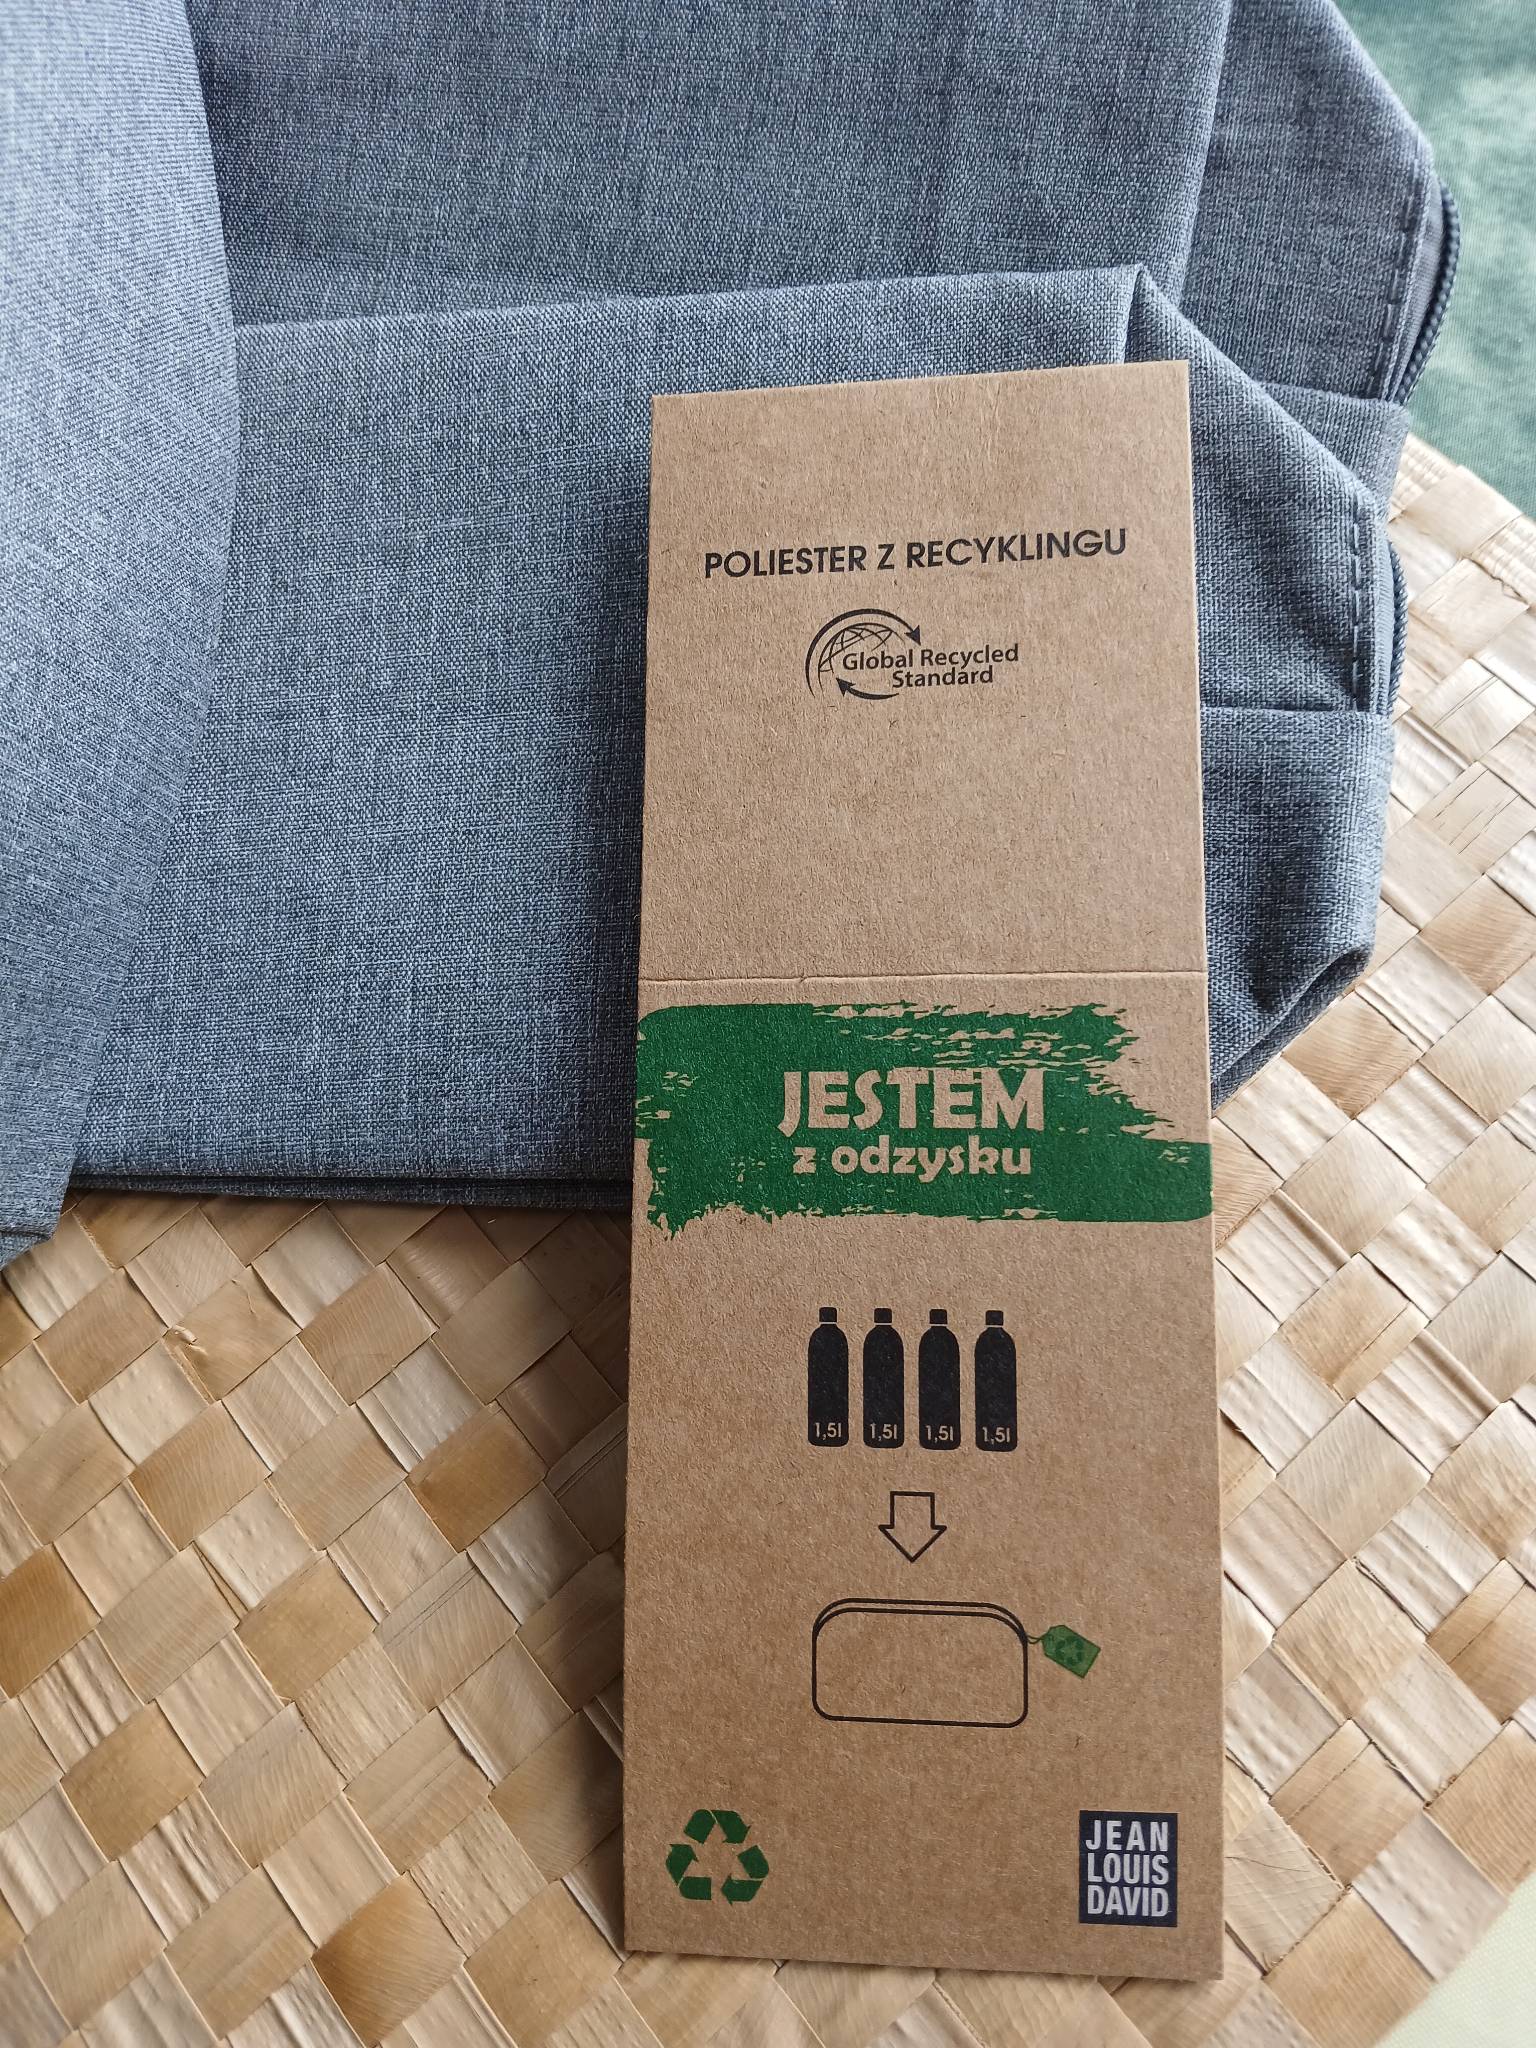 POLIESTER Z RECYKLINGU
Global Recycled
Standard
JESTEM
z odzysku
1,5l 1,5l 1,5l 1,5l
JEAN
LOUIS
DAVID